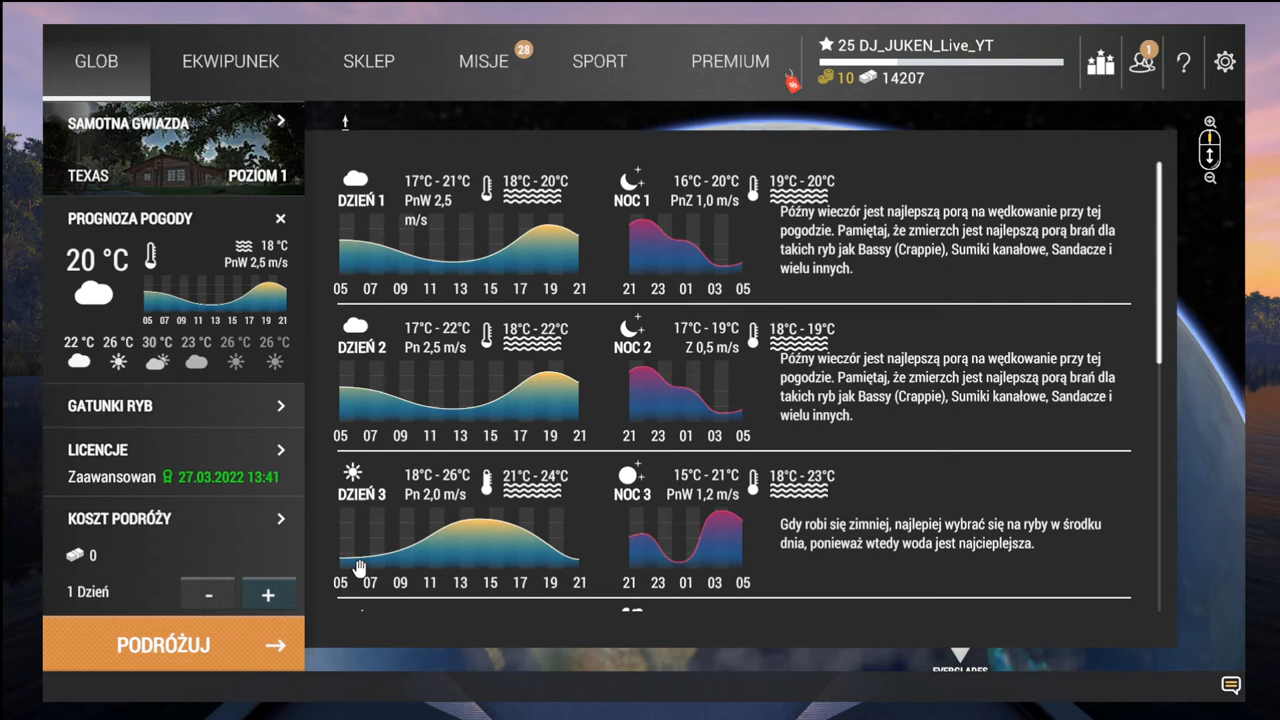 GLOB
EKWIPUNEK
SKLEP
MISJE
28
SPORT
PREMIUM
25 DJ_JUKEN_Live_YT
10 14207
1
?
SAMOTNA GWIAZDA
TEXAS
POZIOM 1
PROGNOZA POGODY
20 °C
18 °C
PnW 2,5 m/s
05 07 09 11 13 15 17 19 21
22 °C 26 °C 30 °C 23 °C 26 °C 26 °C
GATUNKI RYB
LICENCJE
Zaawansowan 27.03.2022 13:41
KOSZT PODRÓŻY
0
1 Dzień
- +
PODRÓŻUJ
DZIEŃ 1
17°C - 21°C
PnW 2,5
m/s
18°C - 20°C
05 07 09 11 13 15 17 19 21
NOC 1
16°C - 20°C
PnZ 1,0 m/s
19°C - 20°C
21 23 01 03 05
Późny wieczór jest najlepszą porą na wędkowanie przy tej
pogodzie. Pamiętaj, że zmierzch jest najlepszą porą brań dla
takich ryb jak Bassy (Crappie), Sumiki kanałowe, Sandacze i
wielu innych.
DZIEŃ 2
17°C - 22°C
Pn 2,5 m/s
18°C - 22°C
05 07 09 11 13 15 17 19 21
NOC 2
17°C - 19°C
Z 0,5 m/s
18°C - 19°C
21 23 01 03 05
Późny wieczór jest najlepszą porą na wędkowanie przy tej
pogodzie. Pamiętaj, że zmierzch jest najlepszą porą brań dla
takich ryb jak Bassy (Crappie), Sumiki kanałowe, Sandacze i
wielu innych.
DZIEŃ 3
18°C - 26°C
Pn 2,0 m/s
21°C - 24°C
05 07 09 11 13 15 17 19 21
NOC 3
15°C - 21°C
PnW 1,2 m/s
18°C - 23°C
21 23 01 03 05
Gdy robi się zimniej, najlepiej wybrać się na ryby w środku
dnia, ponieważ wtedy woda jest najcieplejsza.
EVERGLADES